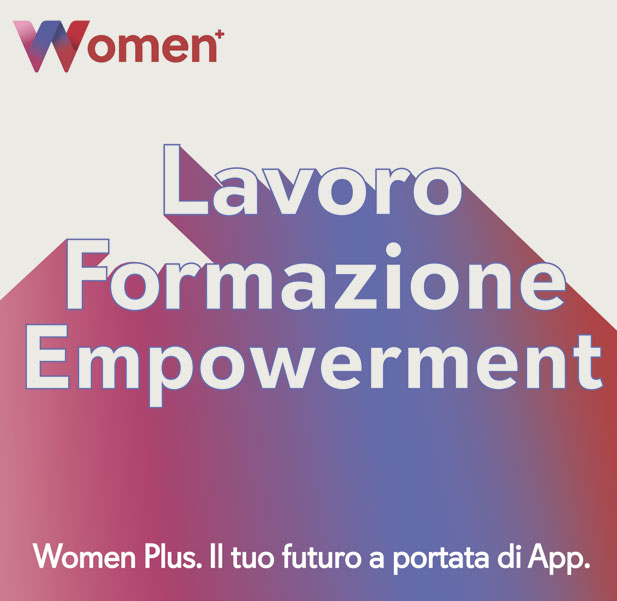 Women+
Lavoro
Formazione
Empowerment
Women Plus. Il tuo futuro a portata di App.